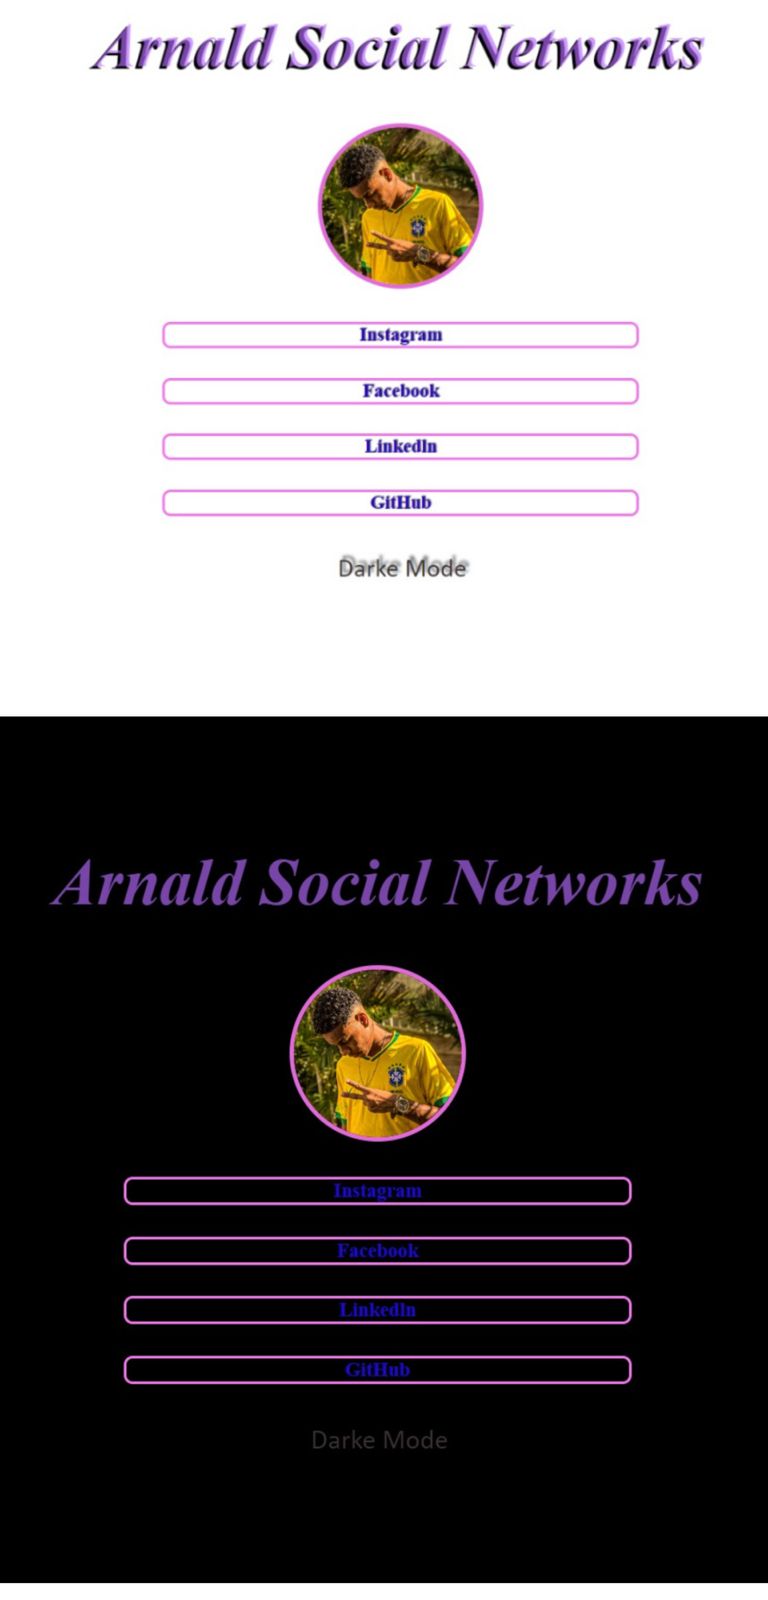 Arnald Social Networks
Instagram
Facebook
LinkedIn
GitHub
Darke Mode
Arnald Social Networks
Instagram
Facebook
LinkedIn
GitHub
Darke Mode